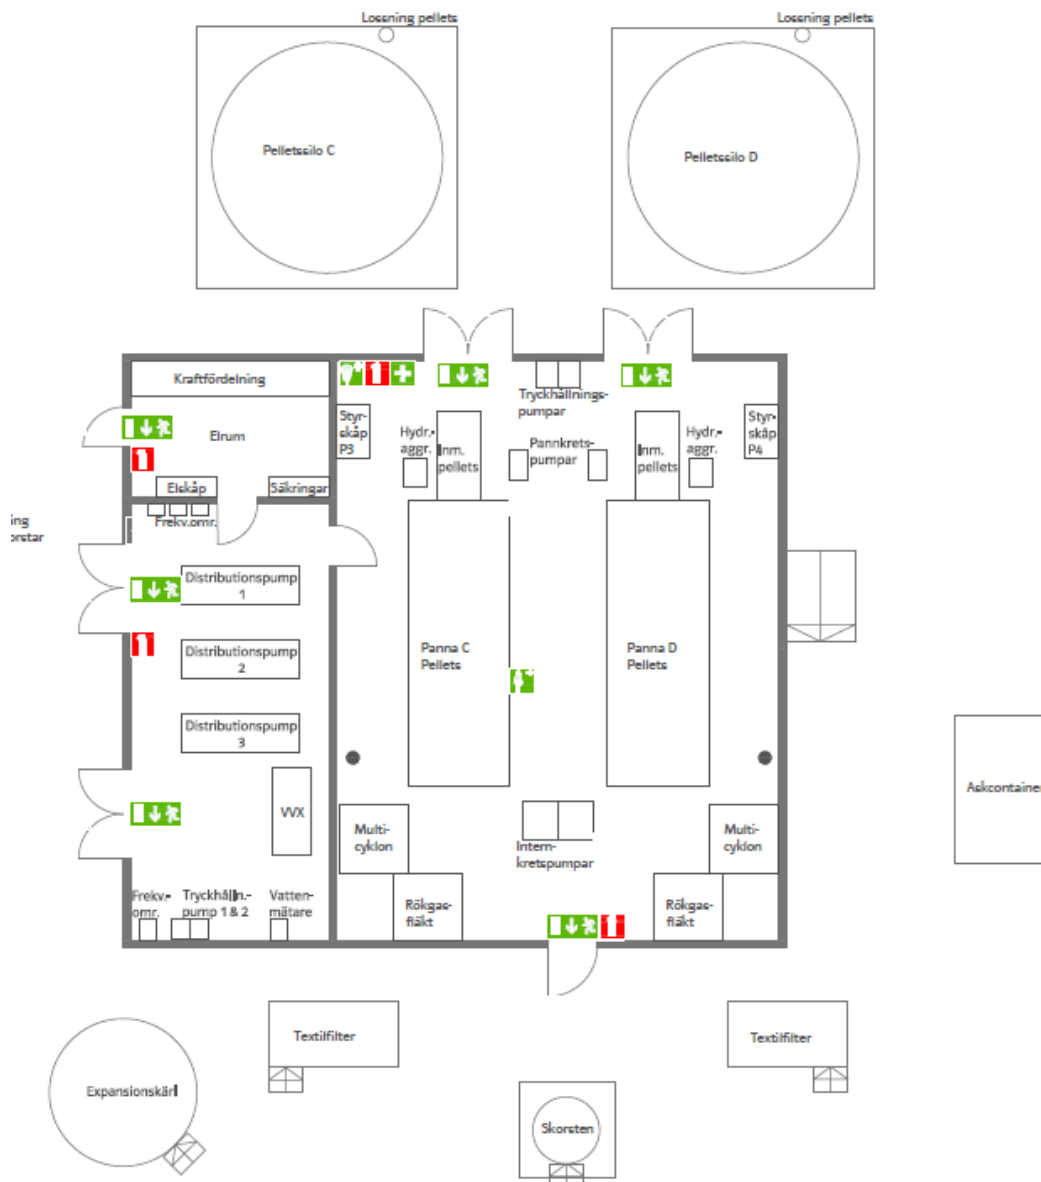 Lossning pellets
Lossning pellets
Pelletssilo C
Pelletssilo D
Kraftfördelning
Tryckhållnings-
pumpar
Styr-
skåp
P3
Styr-
skåp
P4
Elrum
Hydr.-
aggr.
Inm.
pellets
Pannkrets-
pumpar
Inm.
pellets
Hydr.-
aggr.
Elskåp
Säkringar
Frekv.omr.
Distributionspump
1
Distributionspump
2
Distributionspump
3
Panna C
Pellets
Panna D
Pellets
Askcontainer
VVX
Multi-
cyklon
Intern-
kretspumpar
Multi-
cyklon
Frekv.-
omr.
Tryckhålln.-
pump 1 & 2
Vatten-
mätare
Rökgas-
fläkt
Rökgas-
fläkt
Textilfilter
Textilfilter
Expansionskärl
Skorsten